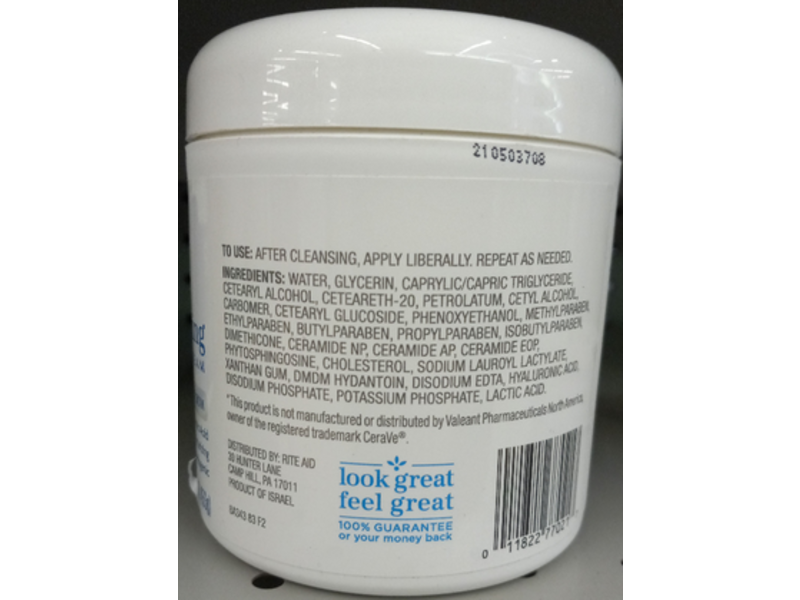 210503708
TO USE: AFTER CLEANSING, APPLY LIBERALLY. REPEAT AS NEEDED.
INGREDIENTS: WATER, GLYCERIN, CAPRYLIC/CAPRIC TRIGLYCERIDE,
CETEARYL ALCOHOL, CETEARETH-20, PETROLATUM, CETYL ALCOHOL,
CARBOMER, CETEARYL GLUCOSIDE, PHENOXYETHANOL, METHYLPARABEN,
ETHYLPARABEN, BUTYLPARABEN, PROPYLPARABEN, ISOBUTYLPARABEN,
DIMETHICONE, CERAMIDE NP, CERAMIDE AP, CERAMIDE EOP,
PHYTOSPHINGOSINE, CHOLESTEROL, SODIUM LAUROYL LACTYLATE,
XANTHAN GUM, DMDM HYDANTOIN, DISODIUM EDTA, HYALURONIC ACID,
DISODIUM PHOSPHATE, POTASSIUM PHOSPHATE, LACTIC ACID.
*This product is not manufactured or distributed by Valeant Pharmaceuticals North America,
owner of the registered trademark CeraVe®.
DISTRIBUTED BY: RITE AID
30 HUNTER LANE
CAMP HILL, PA 17011
PRODUCT OF ISRAEL
look great
feel great
100% GUARANTEE
or your money back
0 11822 77021